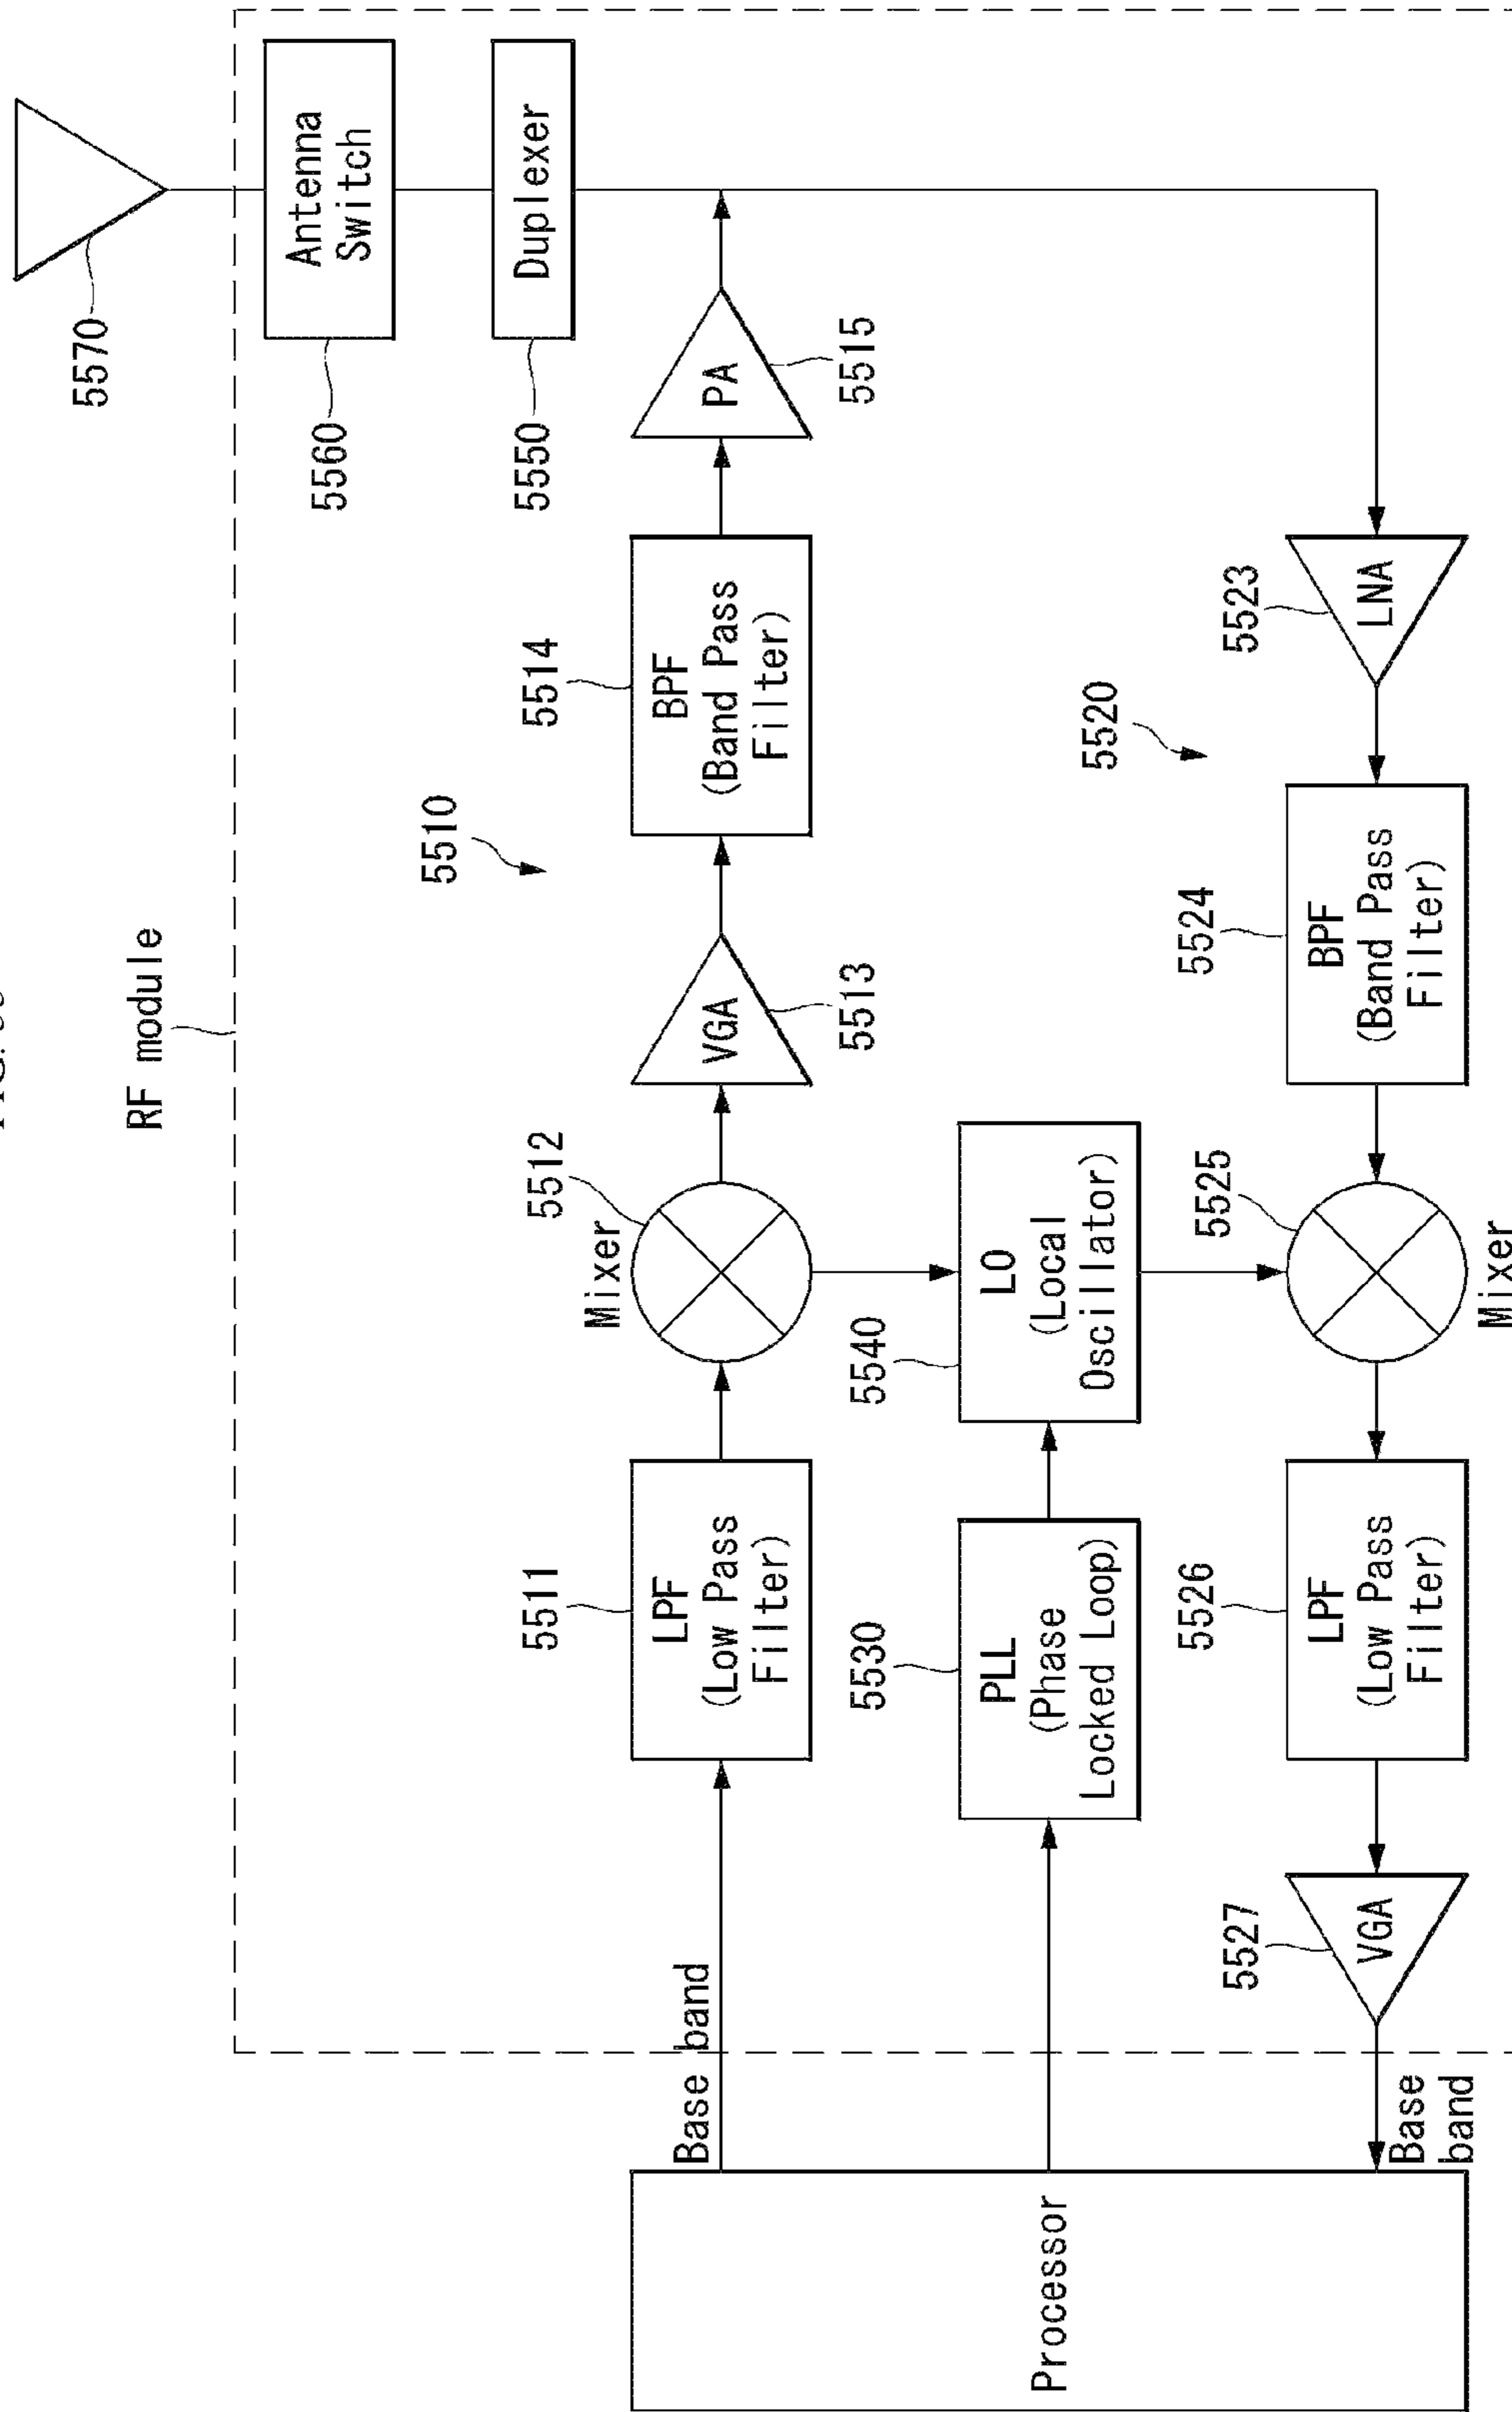 RF module
5570
Antenna
Switch
5560
Duplexer
5550
5510
5511
LPF
(Low Pass
Filter)
Mixer
5512
VGA
5513
5514
BPF
(Band Pass
Filter)
PA
5515
Base band
Processor
5530
PLL
(Phase
Locked Loop)
5540
LO
(Local
Oscillator)
5520
5523
LNA
5524
BPF
(Band Pass
Filter)
5525
Mixer
5526
LPF
(Low Pass
Filter)
5527
VGA
Base
band